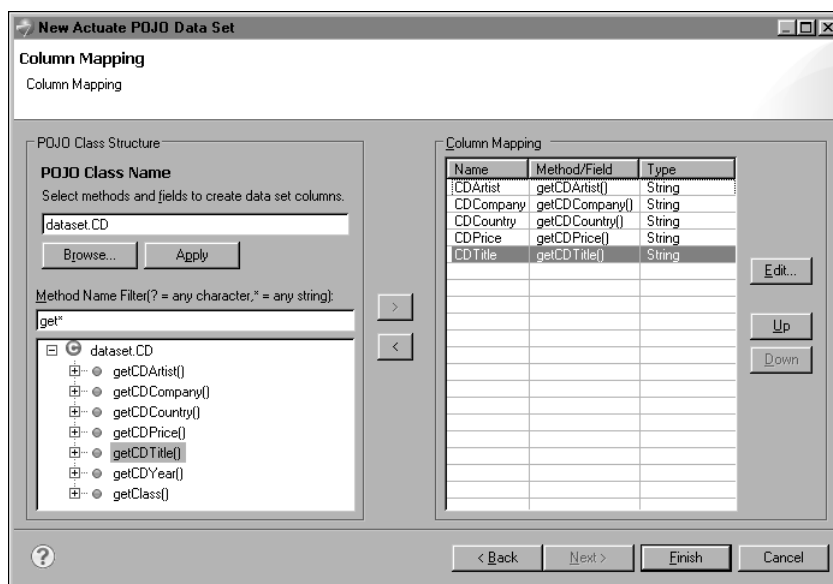 New Actuate POJO Data Set
Column Mapping
Column Mapping
POJO Class Structure
POJO Class Name
Select methods and fields to create data set columns.
dataset.CD
Browse...
Apply
Method Name Filter(? = any character,* = any string):
get*
dataset.CD
getCDArtist()
getCDCompany()
getCDCountry()
getCDPrice()
getCDTitle()
getCDYear()
getClass()
>
<
Column Mapping
Name Method/Field Type
CDArtist getCDArtist() String
CDCompany getCDCompany() String
CDCountry getCDCountry() String
CDPrice getCDPrice() String
CDTitle getCDTitle() String
Edit...
Up
Down
?
< Back
Next >
Finish
Cancel